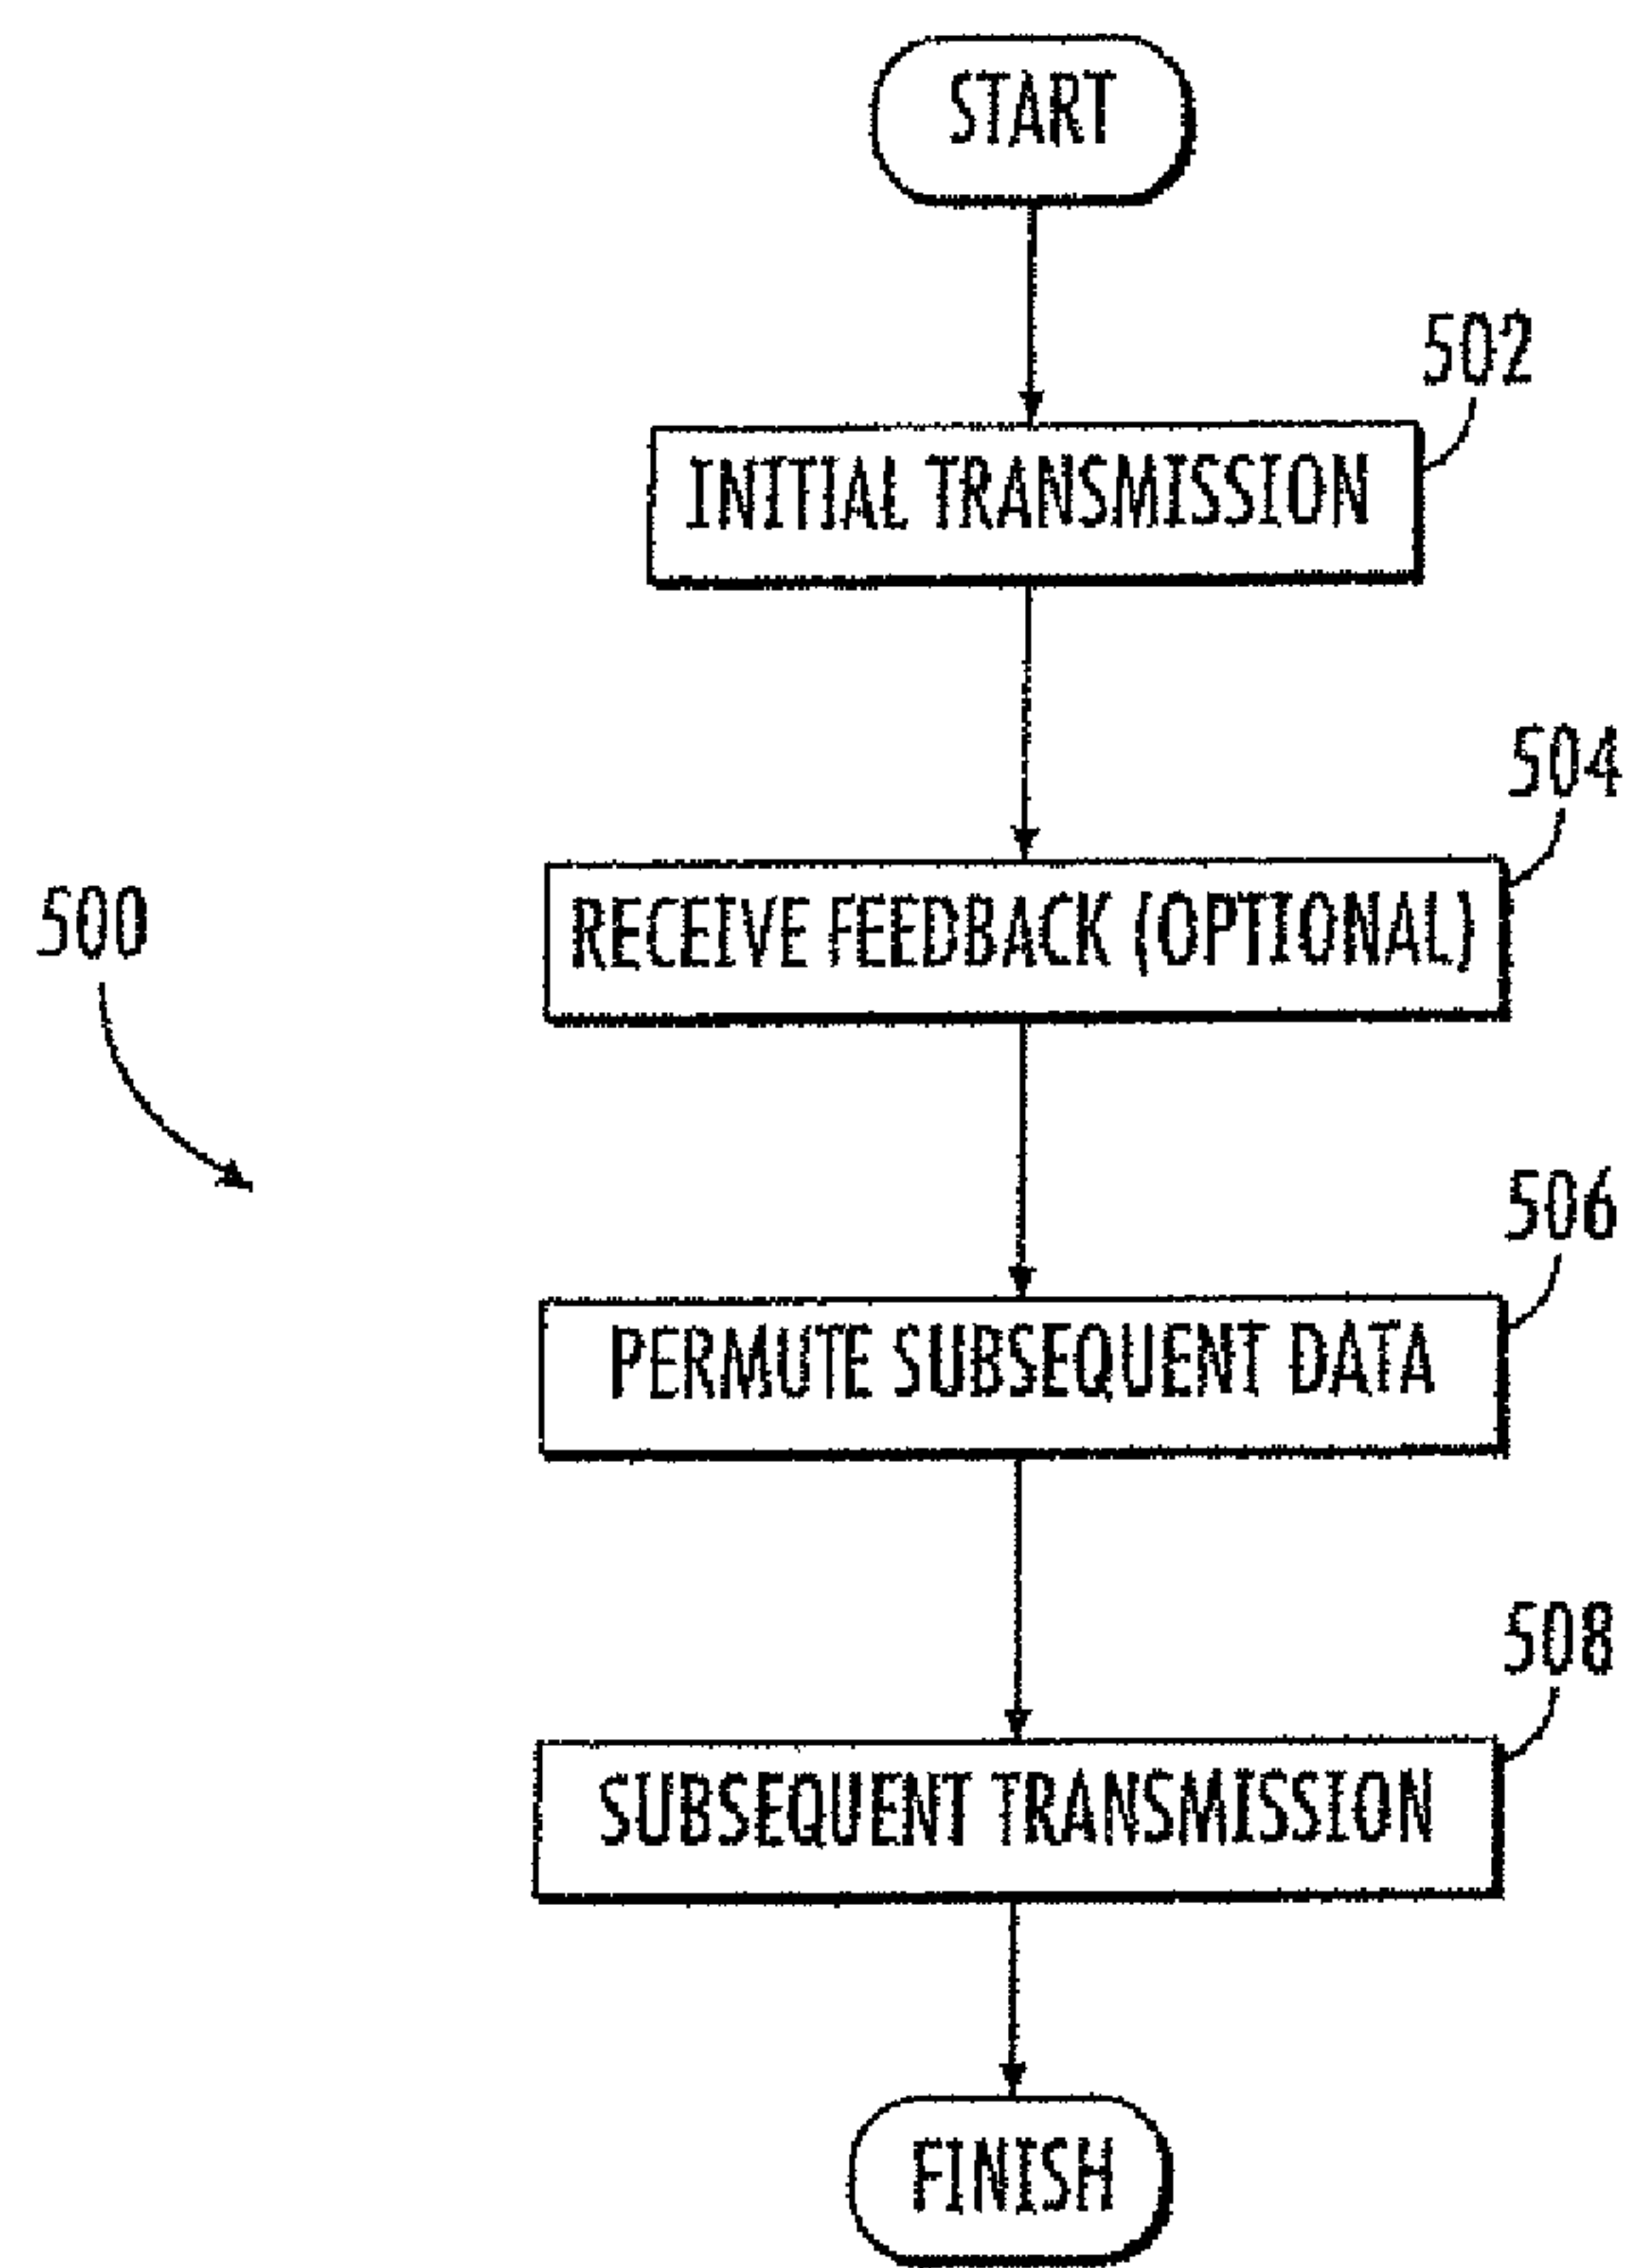 START
502
INITIAL TRANSMISSION
504
RECEIVE FEEDBACK (OPTIONAL)
500
506
PERMUTE SUBSEQUENT DATA
508
SUBSEQUENT TRANSMISSION
FINISH